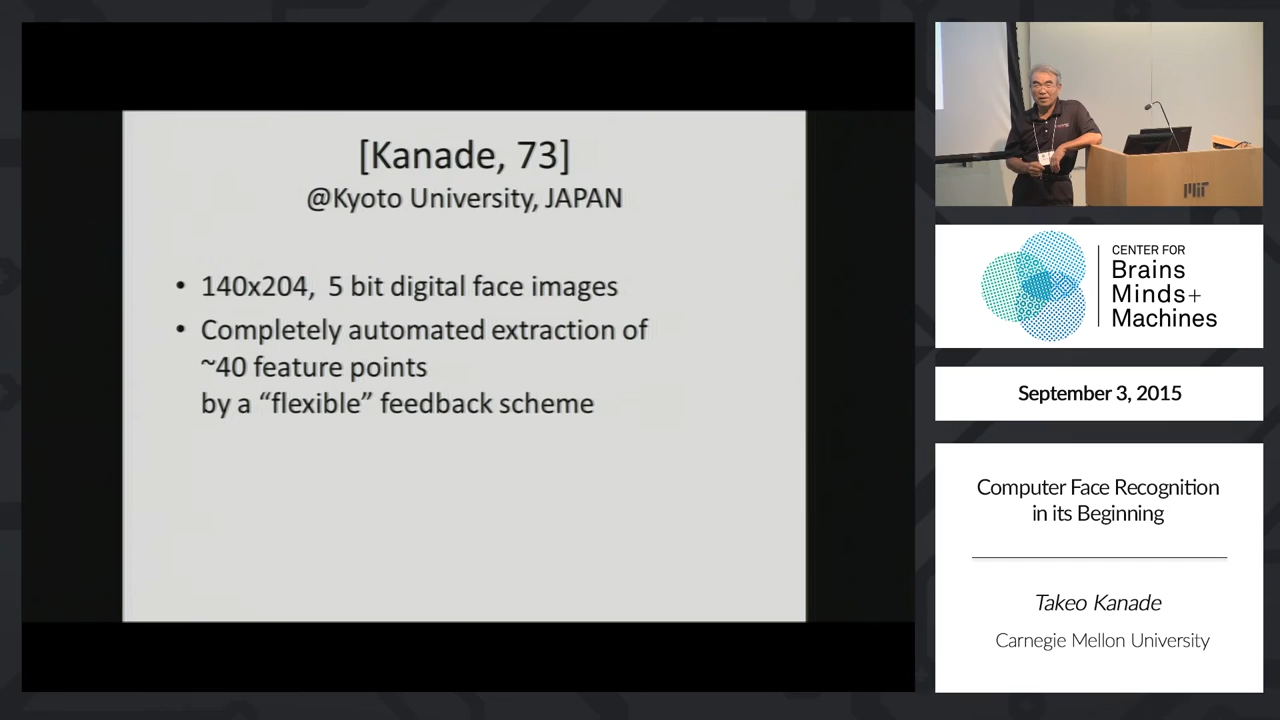 [Kanade, 73]
@Kyoto University, JAPAN
• 140x204, 5 bit digital face images
• Completely automated extraction of
~40 feature points
by a “flexible” feedback scheme
MIT
CENTER FOR
Brains
Minds+
Machines
September 3, 2015
Computer Face Recognition
in its Beginning
Takeo Kanade
Carnegie Mellon University